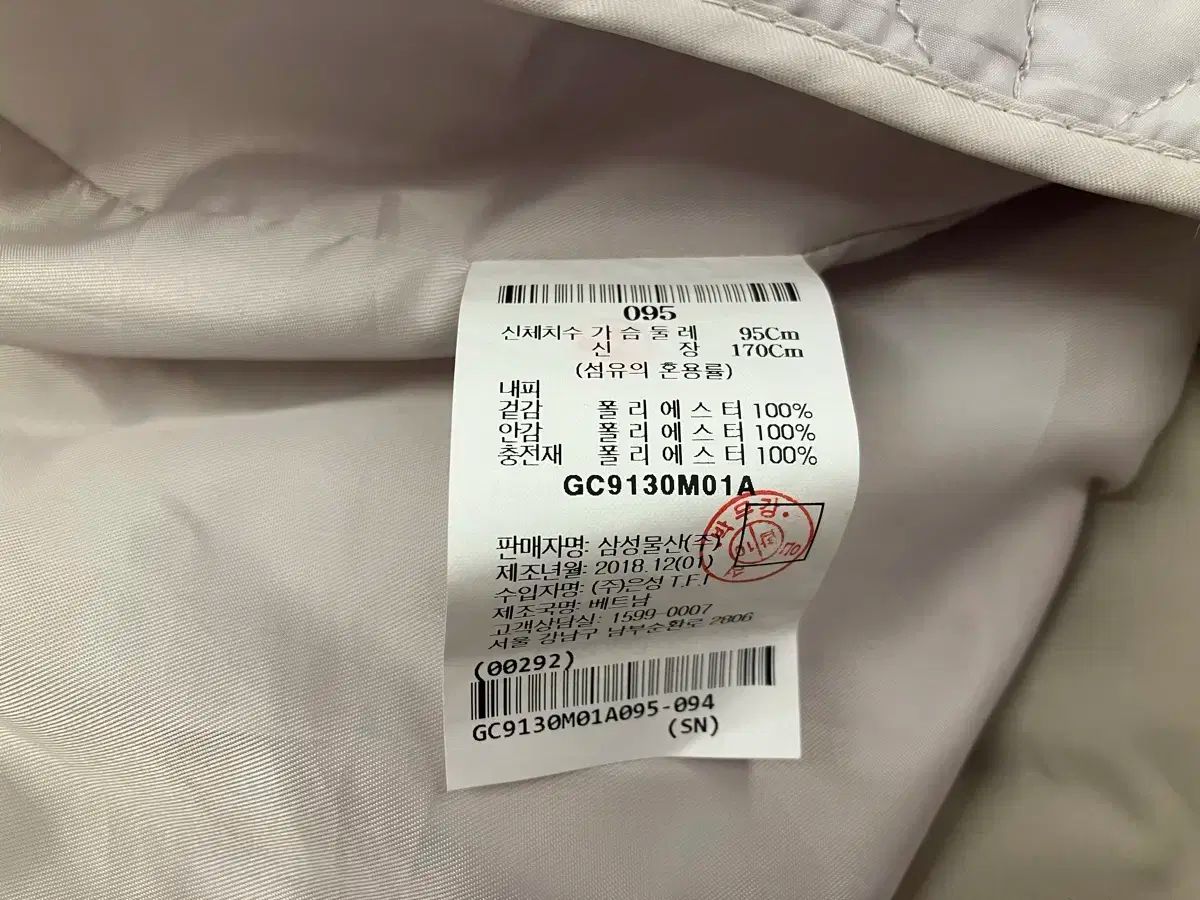 095
신체치수 가 슴 둘 레 95Cm
신 장 170Cm
(섬유의 혼용률)
내피
겉감 폴 리 에 스 터 100%
안감 폴 리 에 스 터 100%
충전재 폴 리 에 스 터 100%
GC9130M01A
판매자명: 삼성물산(주)
제조년월: 2018.12(01)
수입자명: (주)은성 T.F.I
제조국명: 베트남
고객상담실: 1599-0007
서울 강남구 남부순환로 2806
(00292)
GC9130M01A095-094
(SN)